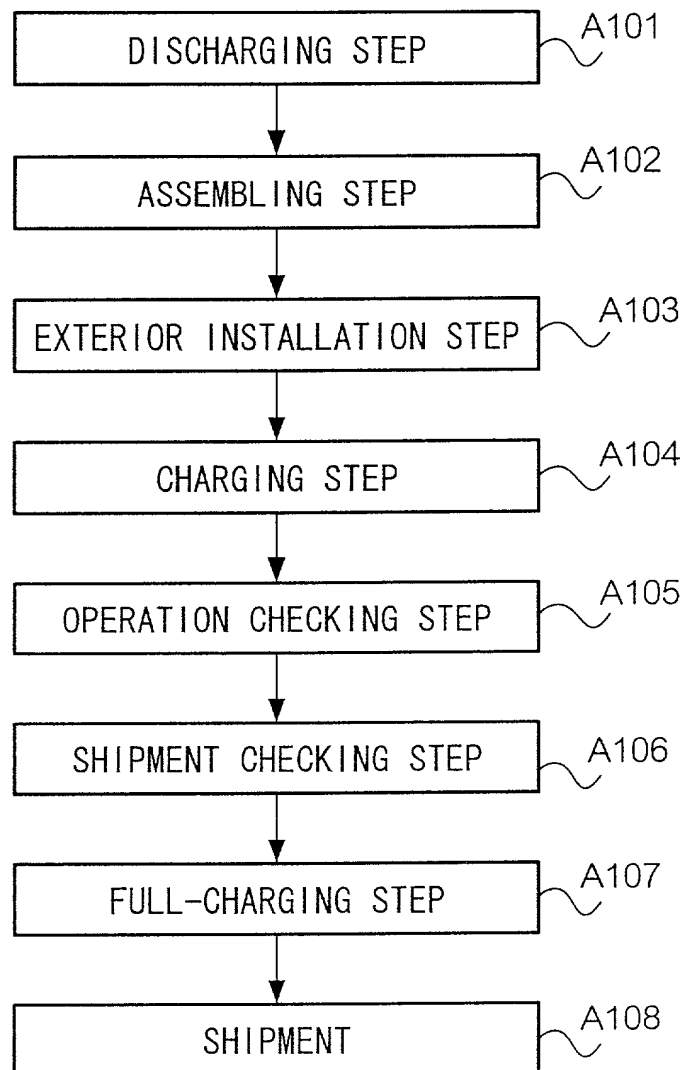 DISCHARGING STEP A101
ASSEMBLING STEP A102
EXTERIOR INSTALLATION STEP A103
CHARGING STEP A104
OPERATION CHECKING STEP A105
SHIPMENT CHECKING STEP A106
FULL-CHARGING STEP A107
SHIPMENT A108